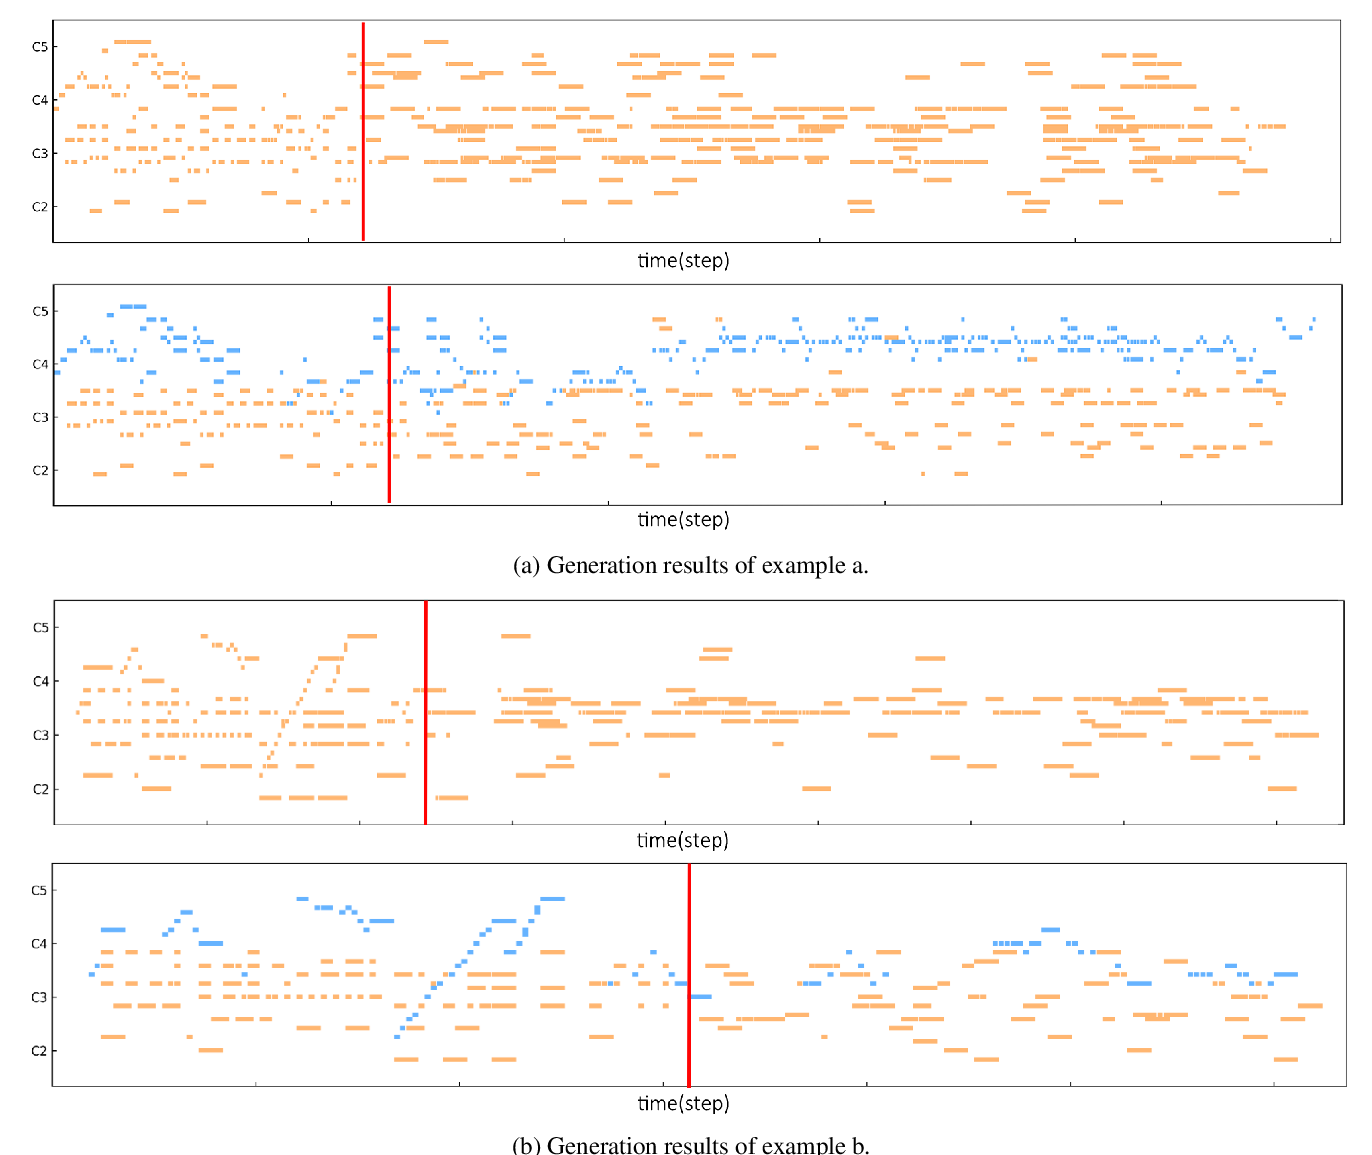 C5
C4
C3
C2
time(step)
C5
C4
C3
C2
time(step)
(a) Generation results of example a.
C5
C4
C3
C2
time(step)
C5
C4
C3
C2
time(step)
(b) Generation results of example b.